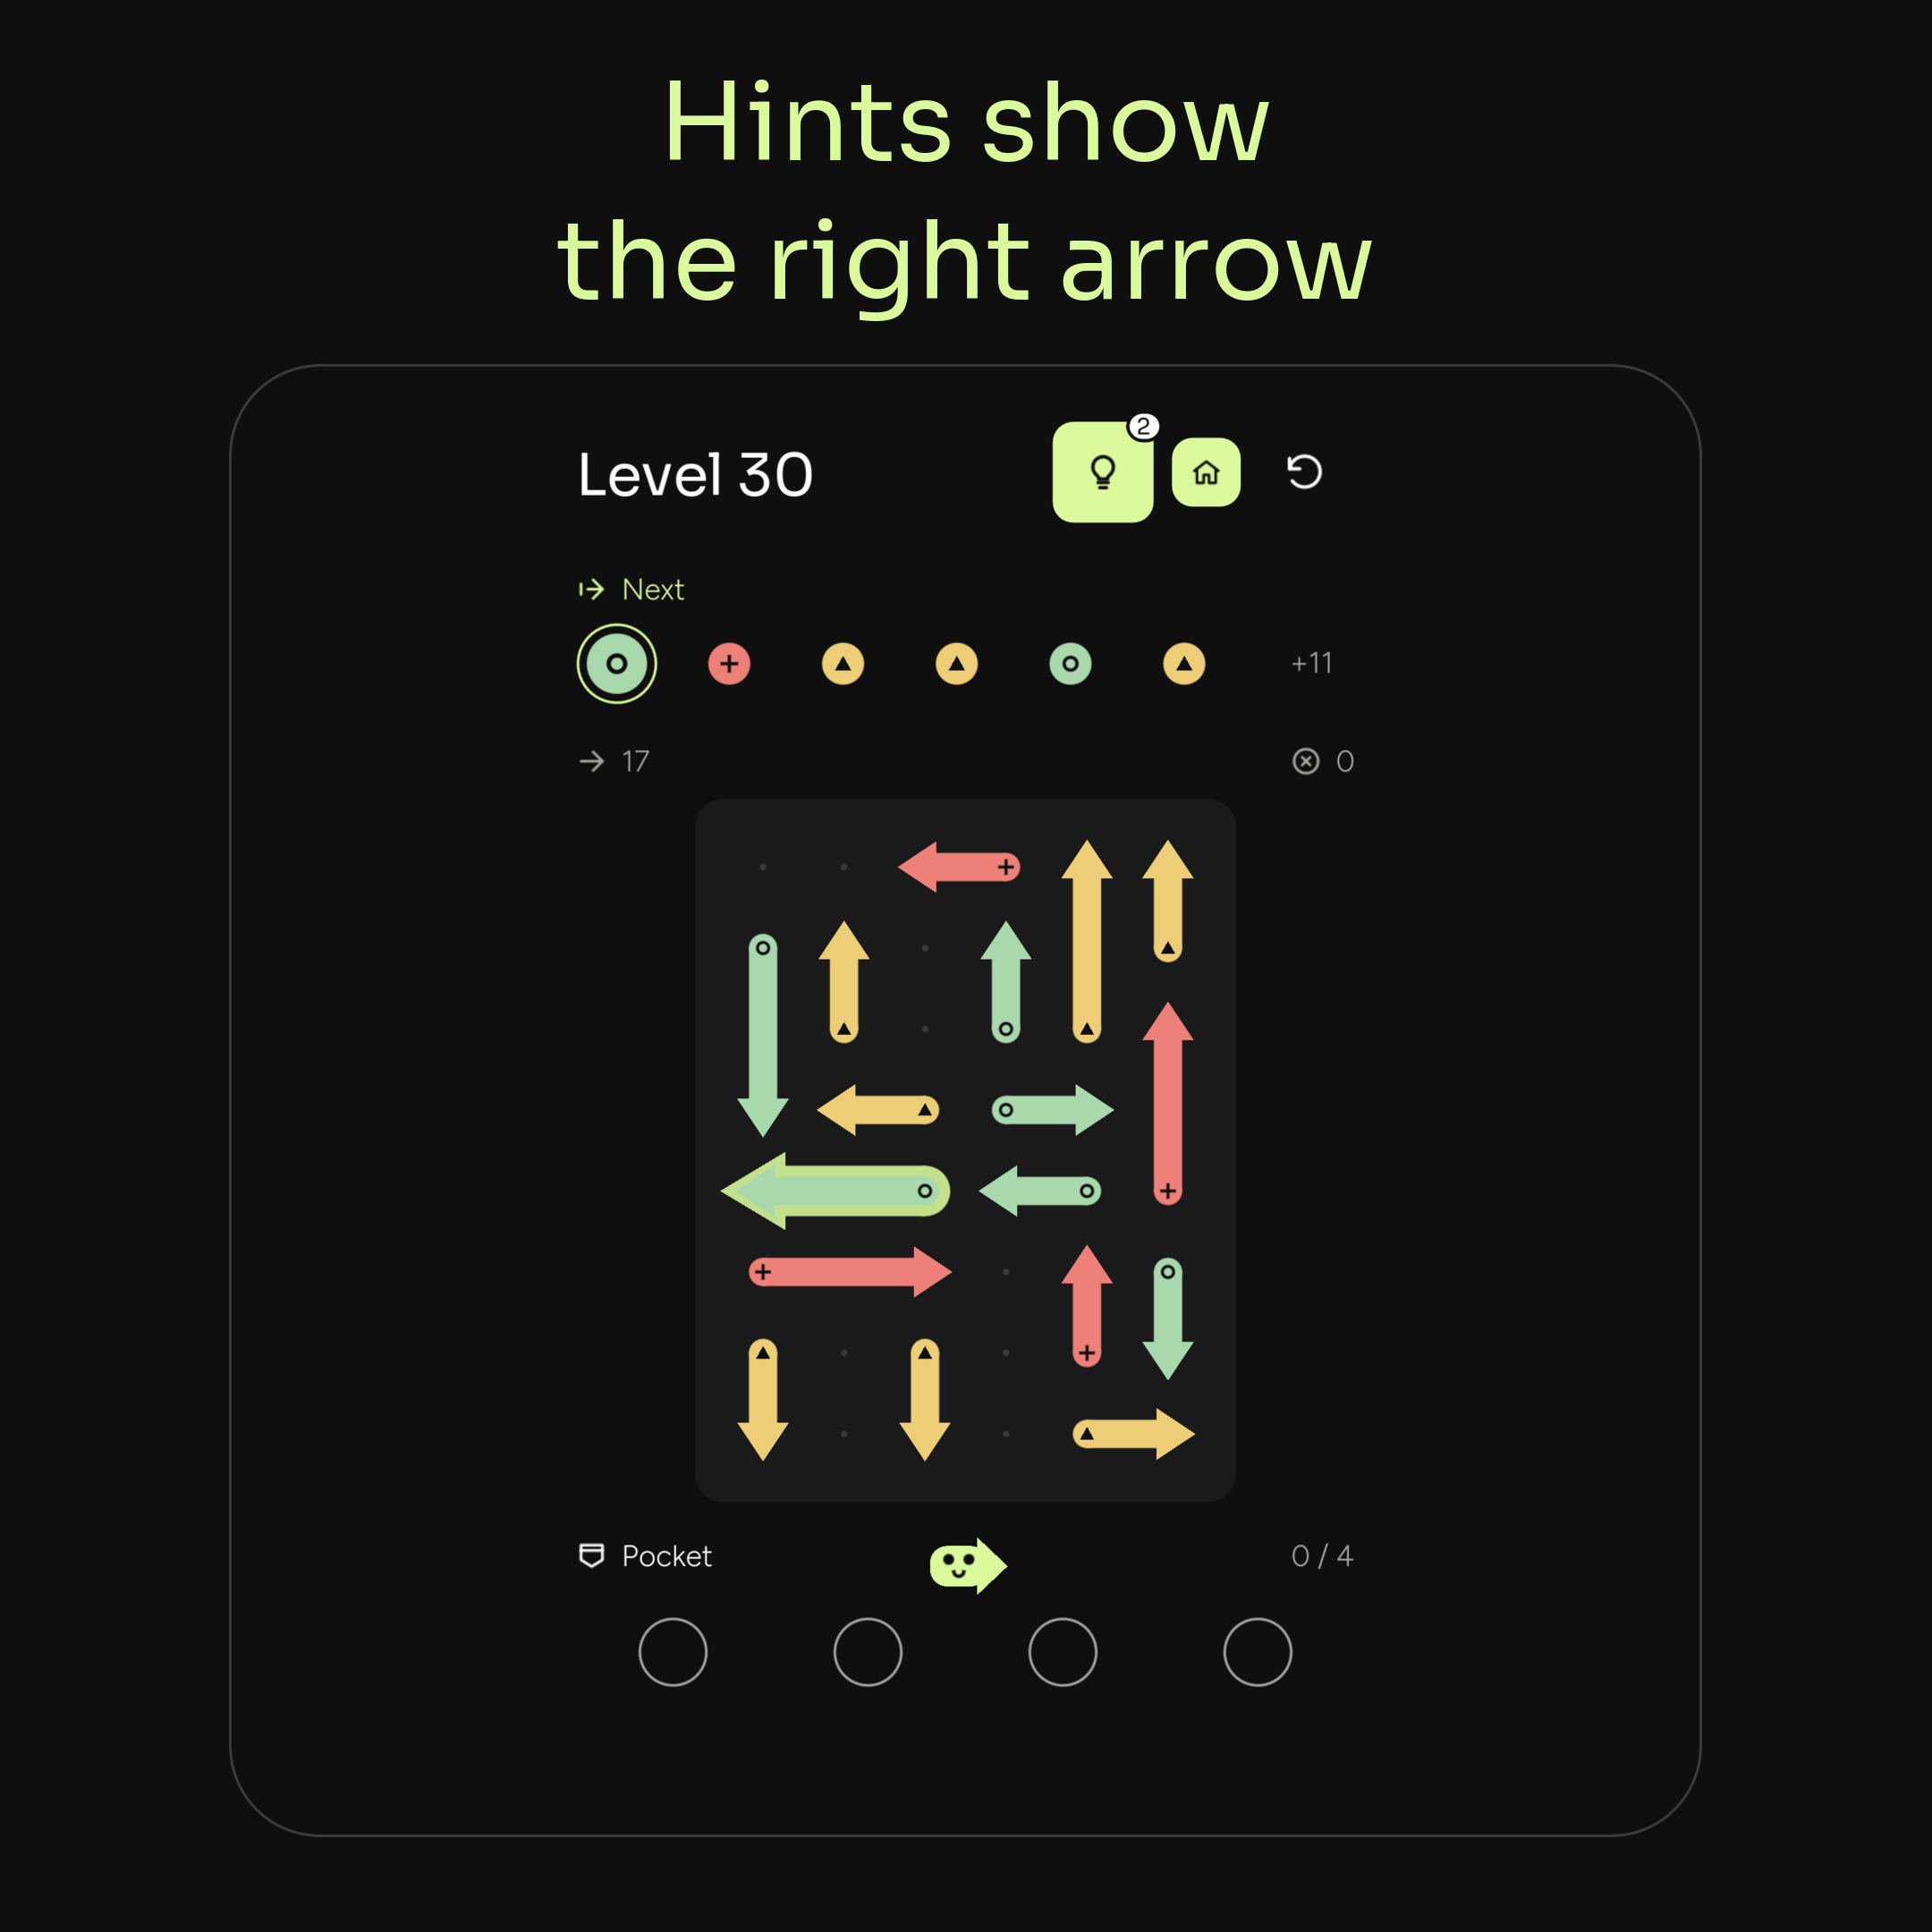 Hints show
the right arrow
Level 30
2
Next
+11
17
0
Pocket
0 / 4